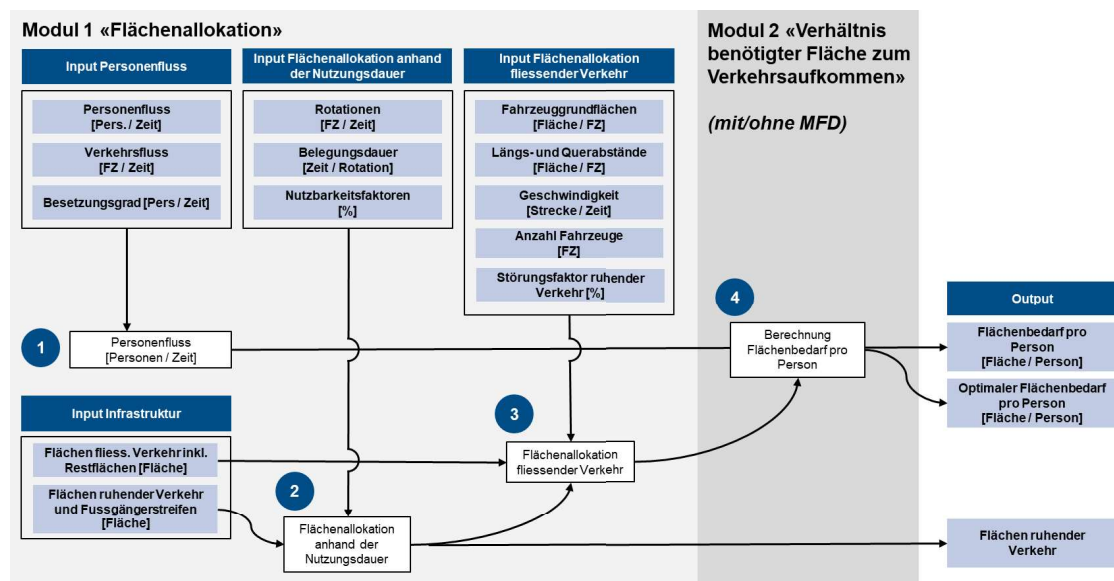 Modul 1 «Flächenallokation»
Modul 2 «Verhältnis
benötigter Fläche zum
Verkehrsaufkommen»
(mit/ohne MFD)
Input Personenfluss
Personenfluss
[Pers. / Zeit]
Verkehrsfluss
[FZ / Zeit]
Besetzungsgrad [Pers / Zeit]
Input Flächenallokation anhand
der Nutzungsdauer
Rotationen
[FZ / Zeit]
Belegungsdauer
[Zeit / Rotation]
Nutzbarkeitsfaktoren
[%]
Input Flächenallokation
fliessender Verkehr
Fahrzeuggrundflächen
[Fläche / FZ]
Längs- und Querabstände
[Fläche / FZ]
Geschwindigkeit
[Strecke / Zeit]
Anzahl Fahrzeuge
[FZ]
Störungsfaktor ruhender
Verkehr [%]
1
Personenfluss
[Personen / Zeit]
4
Berechnung
Flächenbedarf pro
Person
Output
Flächenbedarf pro
Person
[Fläche / Person]
Optimaler Flächenbedarf
pro Person
[Fläche / Person]
Input Infrastruktur
Flächen fliess. Verkehr inkl.
Restflächen [Fläche]
Flächen ruhender Verkehr
und Fussgängerstreifen
[Fläche]
3
Flächenallokation
fliessender Verkehr
2
Flächenallokation
anhand der
Nutzungsdauer
Flächen ruhender
Verkehr